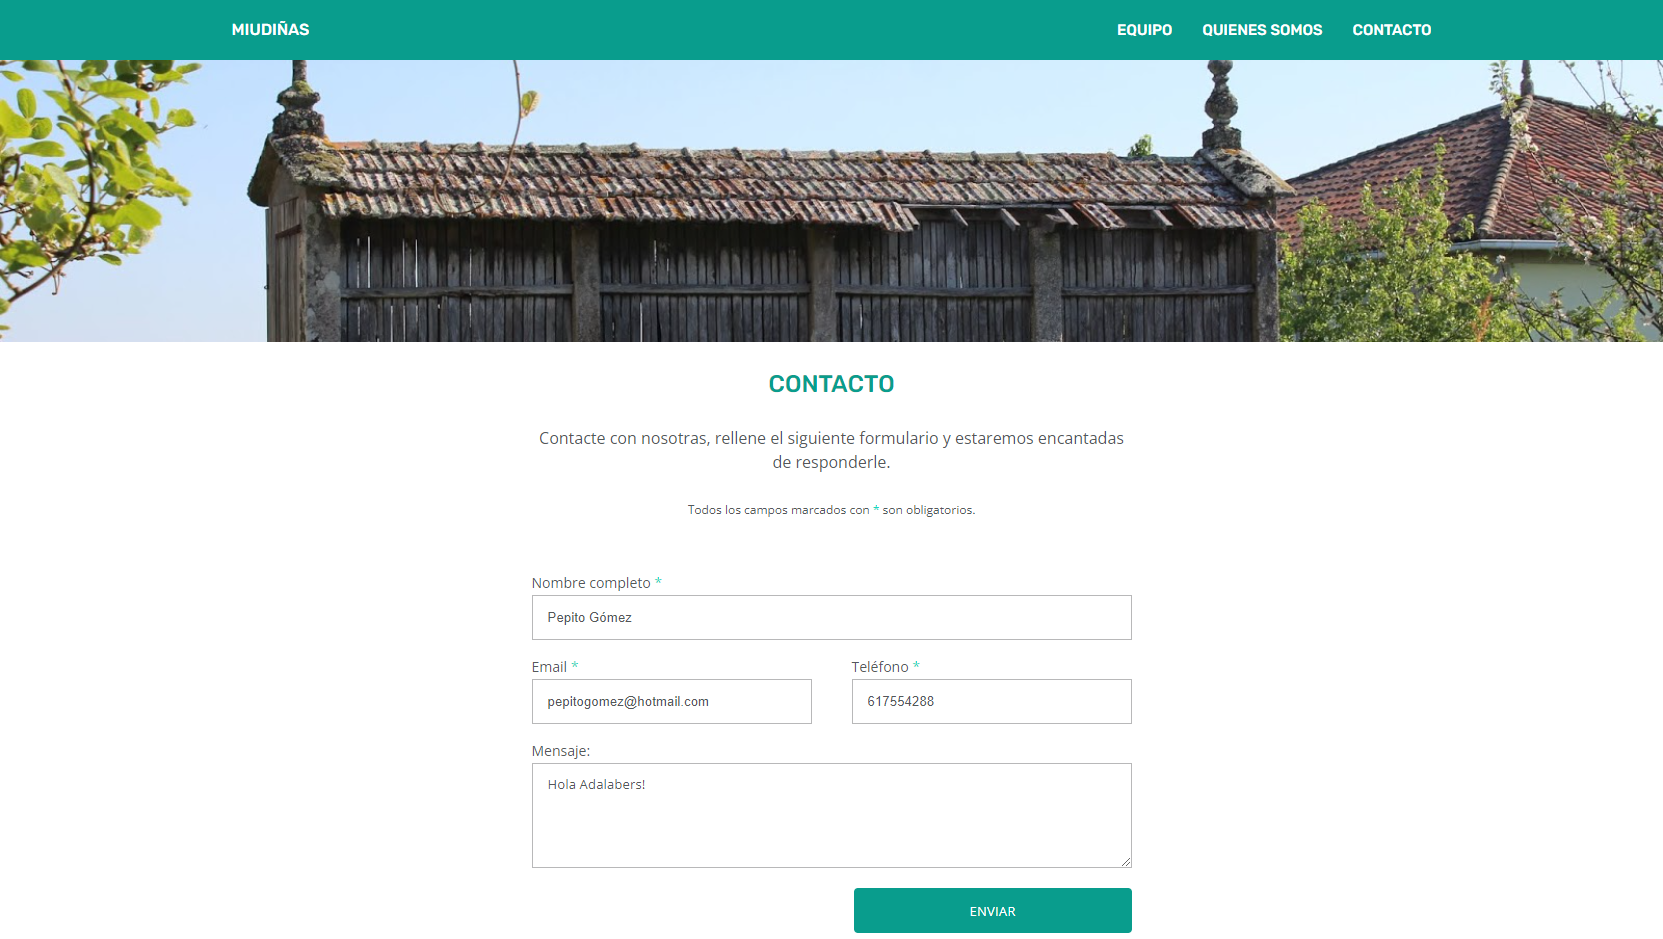 MIUDIÑAS
EQUIPO QUIENES SOMOS CONTACTO
CONTACTO
Contacte con nosotras, rellene el siguiente formulario y estaremos encantadas
de responderle.
Todos los campos marcados con * son obligatorios.
Nombre completo *
Pepito Gómez
Email * Teléfono *
pepitogomez@hotmail.com 617554288
Mensaje:
Hola Adalabers!
ENVIAR